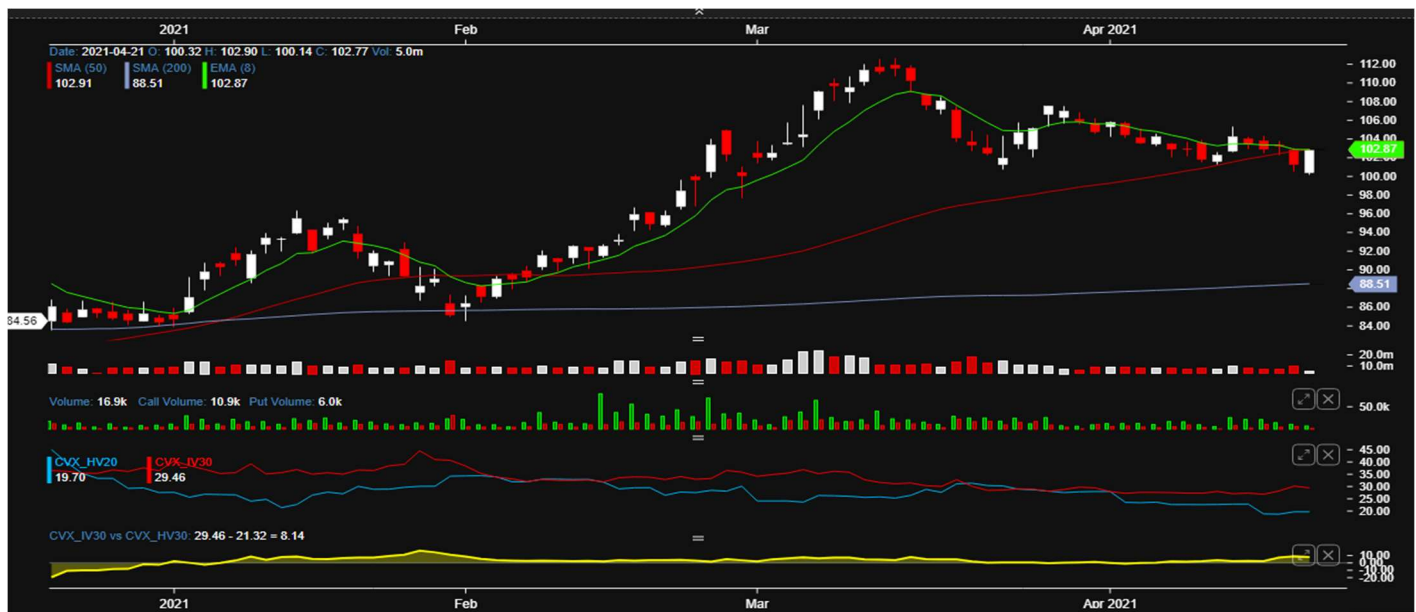 2021 Feb Mar Apr 2021
Date: 2021-04-21 O: 100.32 H: 102.90 L: 100.14 C: 102.77 Vol: 5.0m
SMA (50) SMA (200) EMA (8)
102.91 88.51 102.87
112.00
110.00
108.00
106.00
104.00
102.87
102.00
100.00
98.00
96.00
94.00
92.00
90.00
88.51
86.00
84.56
84.00
20.0m
10.0m
Volume: 16.9k Call Volume: 10.9k Put Volume: 6.0k
50.0k
CVX_HV20 CVX_IV30
19.70 29.46
45.00
40.00
35.00
30.00
25.00
20.00
CVX_IV30 vs CVX_HV30: 29.46 - 21.32 = 8.14
10.00
0.00
-10.00
-20.00
2021 Feb Mar Apr 2021